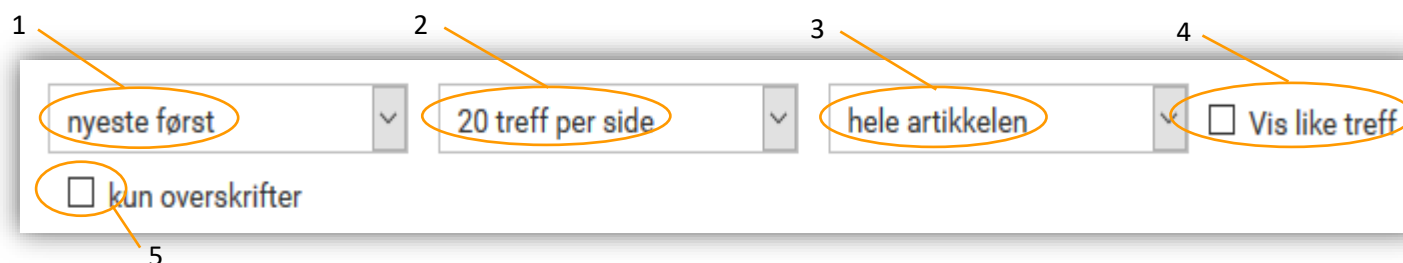 1 2 3 4
nyeste først 20 treff per side hele artikkelen Vis like treff
kun overskrifter
5